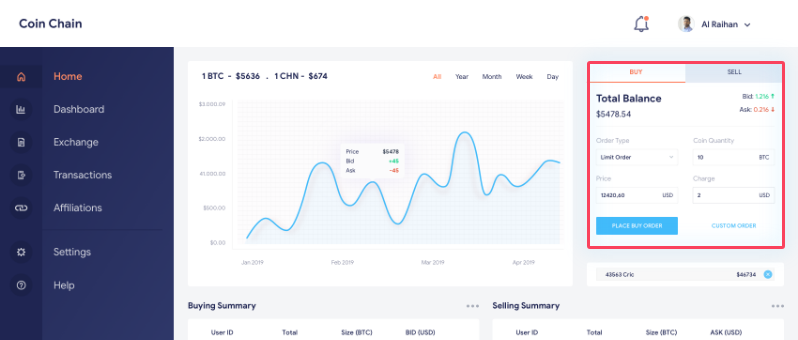 Coin Chain
Al Raihan
Home
Dashboard
Exchange
Transactions
Affiliations
Settings
Help
1 BTC - $5636 . 1 CHN - $674
All Year Month Week Day
$3,000.59
$2,000.00
$1,000.00
$500.00
$0.00
Price $5478
Bid +45
Ask -45
Jan 2019 Feb 2019 Mar 2019 Apr 2019
BUY SELL
Total Balance
$5478.54
Bid: 1.216 ↑
Ask: 0.216 ↓
Order Type Coin Quantity
Limit Order 10 BTC
Price Charge
12420,60 USD 2 USD
PLACE BUY ORDER CUSTOM ORDER
43563 Cric $46734
Buying Summary
User ID Total Size (BTC) BID (USD)
Selling Summary
User ID Total Size (BTC) ASK (USD)